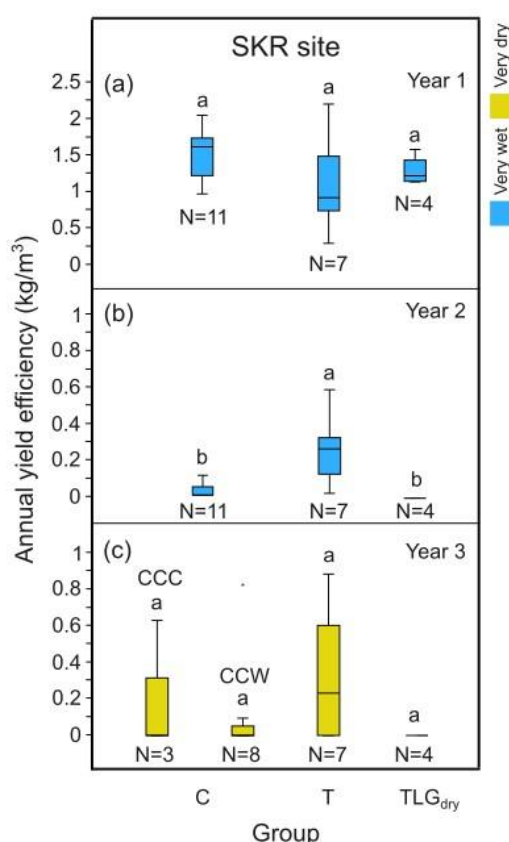 SKR site
(a)
Year 1
2.5
2
1.5
1
0.5
0
a
a
a
N=11
N=7
N=4
(b)
Year 2
1
0.8
0.6
0.4
0.2
0
b
a
b
N=11
N=7
N=4
(c)
Year 3
1
0.8
0.6
0.4
0.2
0
CCC
a
CCW
a
a
a
N=3
N=8
N=7
N=4
C
T
TLGdry
Group
Annual yield efficiency (kg/m³)
Very dry
Very wet